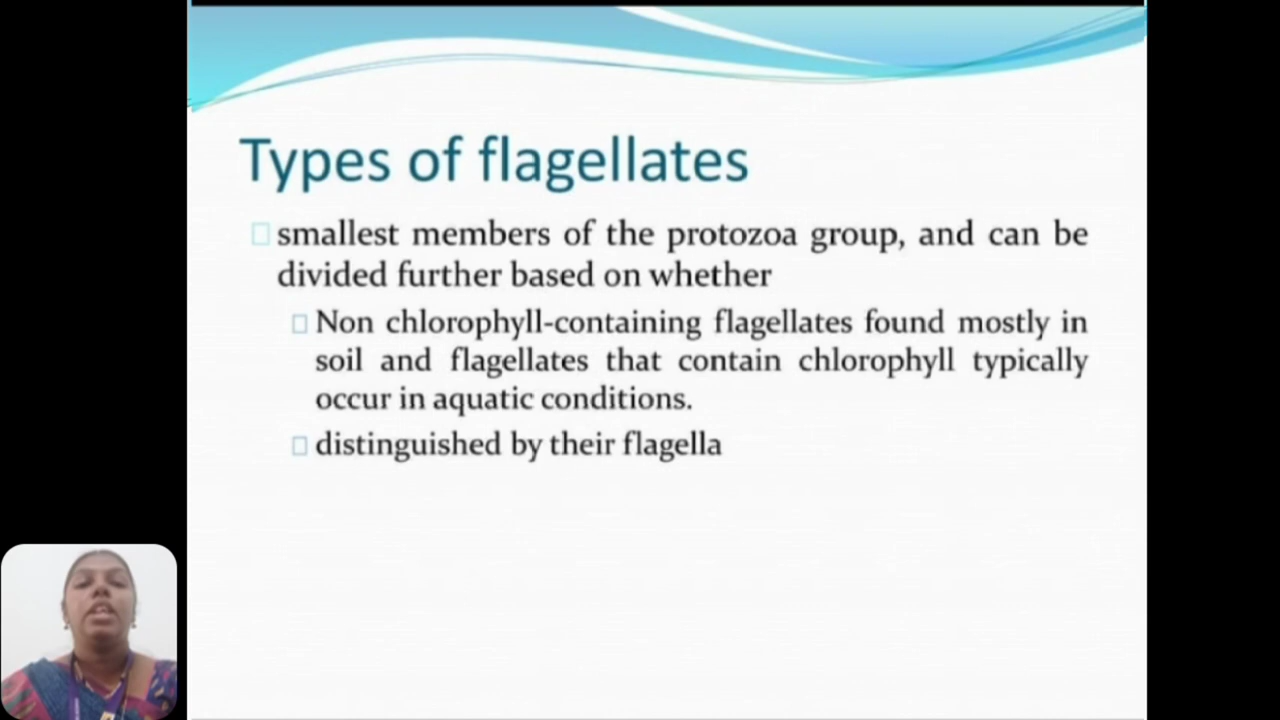 Types of flagellates
smallest members of the protozoa group, and can be
divided further based on whether
Non chlorophyll-containing flagellates found mostly in
soil and flagellates that contain chlorophyll typically
occur in aquatic conditions.
distinguished by their flagella